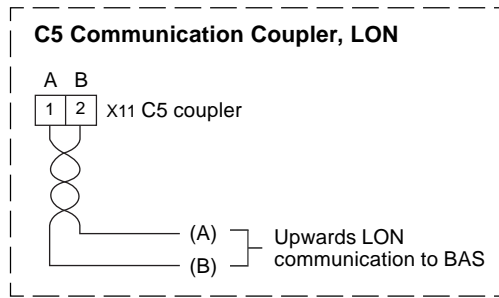 C5 Communication Coupler, LON
A B
1 2 X11 C5 coupler
(A)
(B)
Upwards LON
communication to BAS